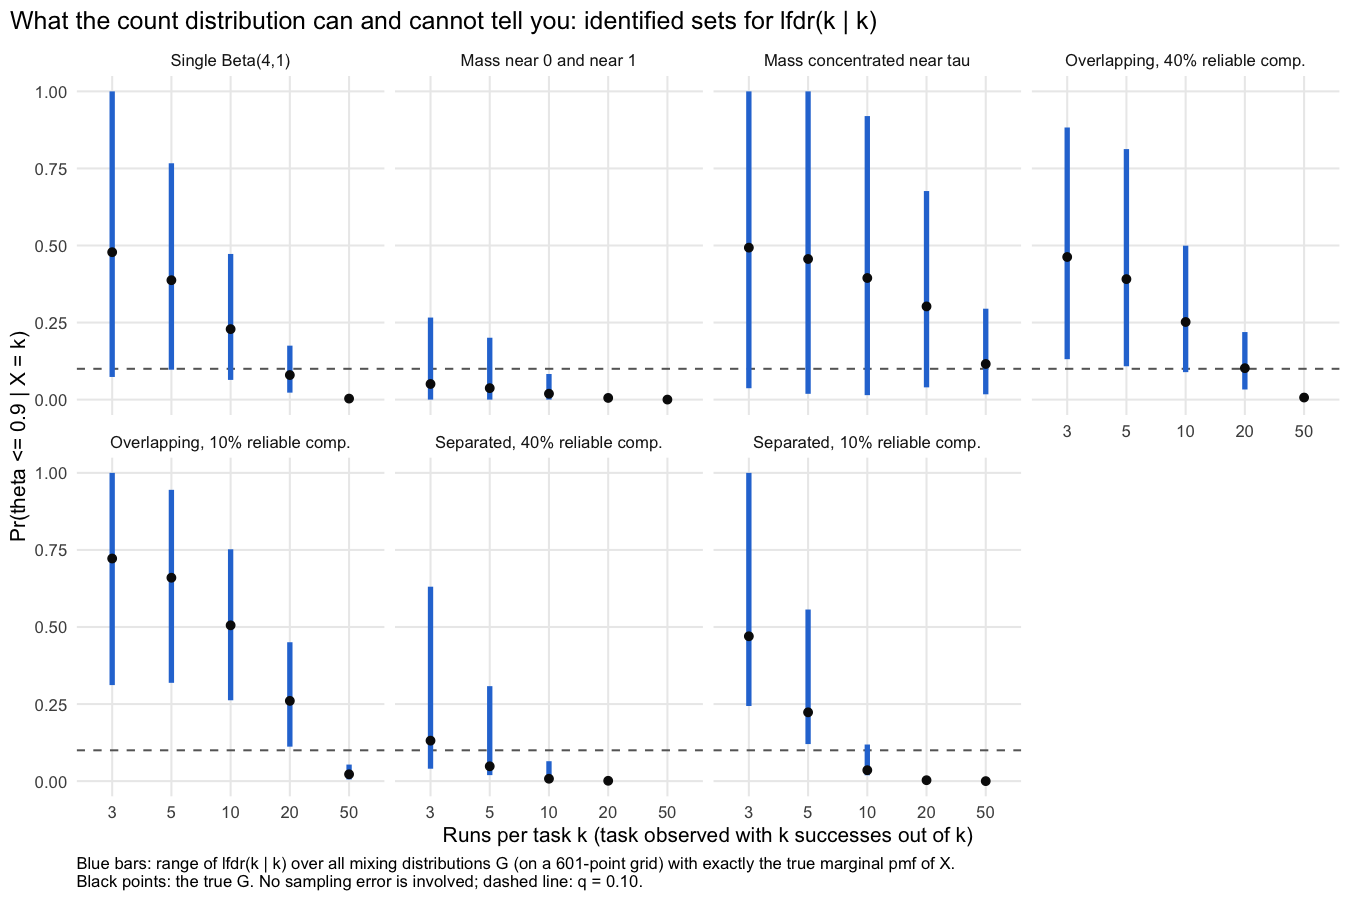 What the count distribution can and cannot tell you: identified sets for lfdr(k | k)
Single Beta(4,1)
Mass near 0 and near 1
Mass concentrated near tau
Overlapping, 40% reliable comp.
1.00
0.75
0.50
0.25
0.00
3 5 10 20 50
Pr(theta <= 0.9 | X = k)
Overlapping, 10% reliable comp.
Separated, 40% reliable comp.
Separated, 10% reliable comp.
1.00
0.75
0.50
0.25
0.00
3 5 10 20 50
3 5 10 20 50
3 5 10 20 50
Runs per task k (task observed with k successes out of k)
Blue bars: range of lfdr(k | k) over all mixing distributions G (on a 601-point grid) with exactly the true marginal pmf of X.
Black points: the true G. No sampling error is involved; dashed line: q = 0.10.